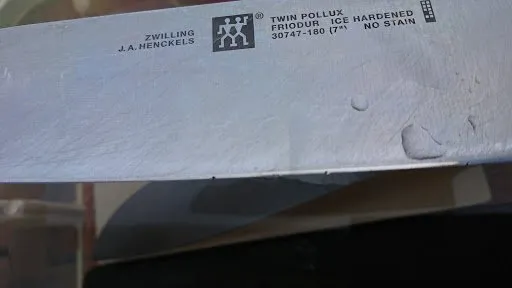 ZWILLING
J.A. HENCKELS
®
TWIN POLLUX
FRIODUR ICE HARDENED
30747-180 (7") NO STAIN